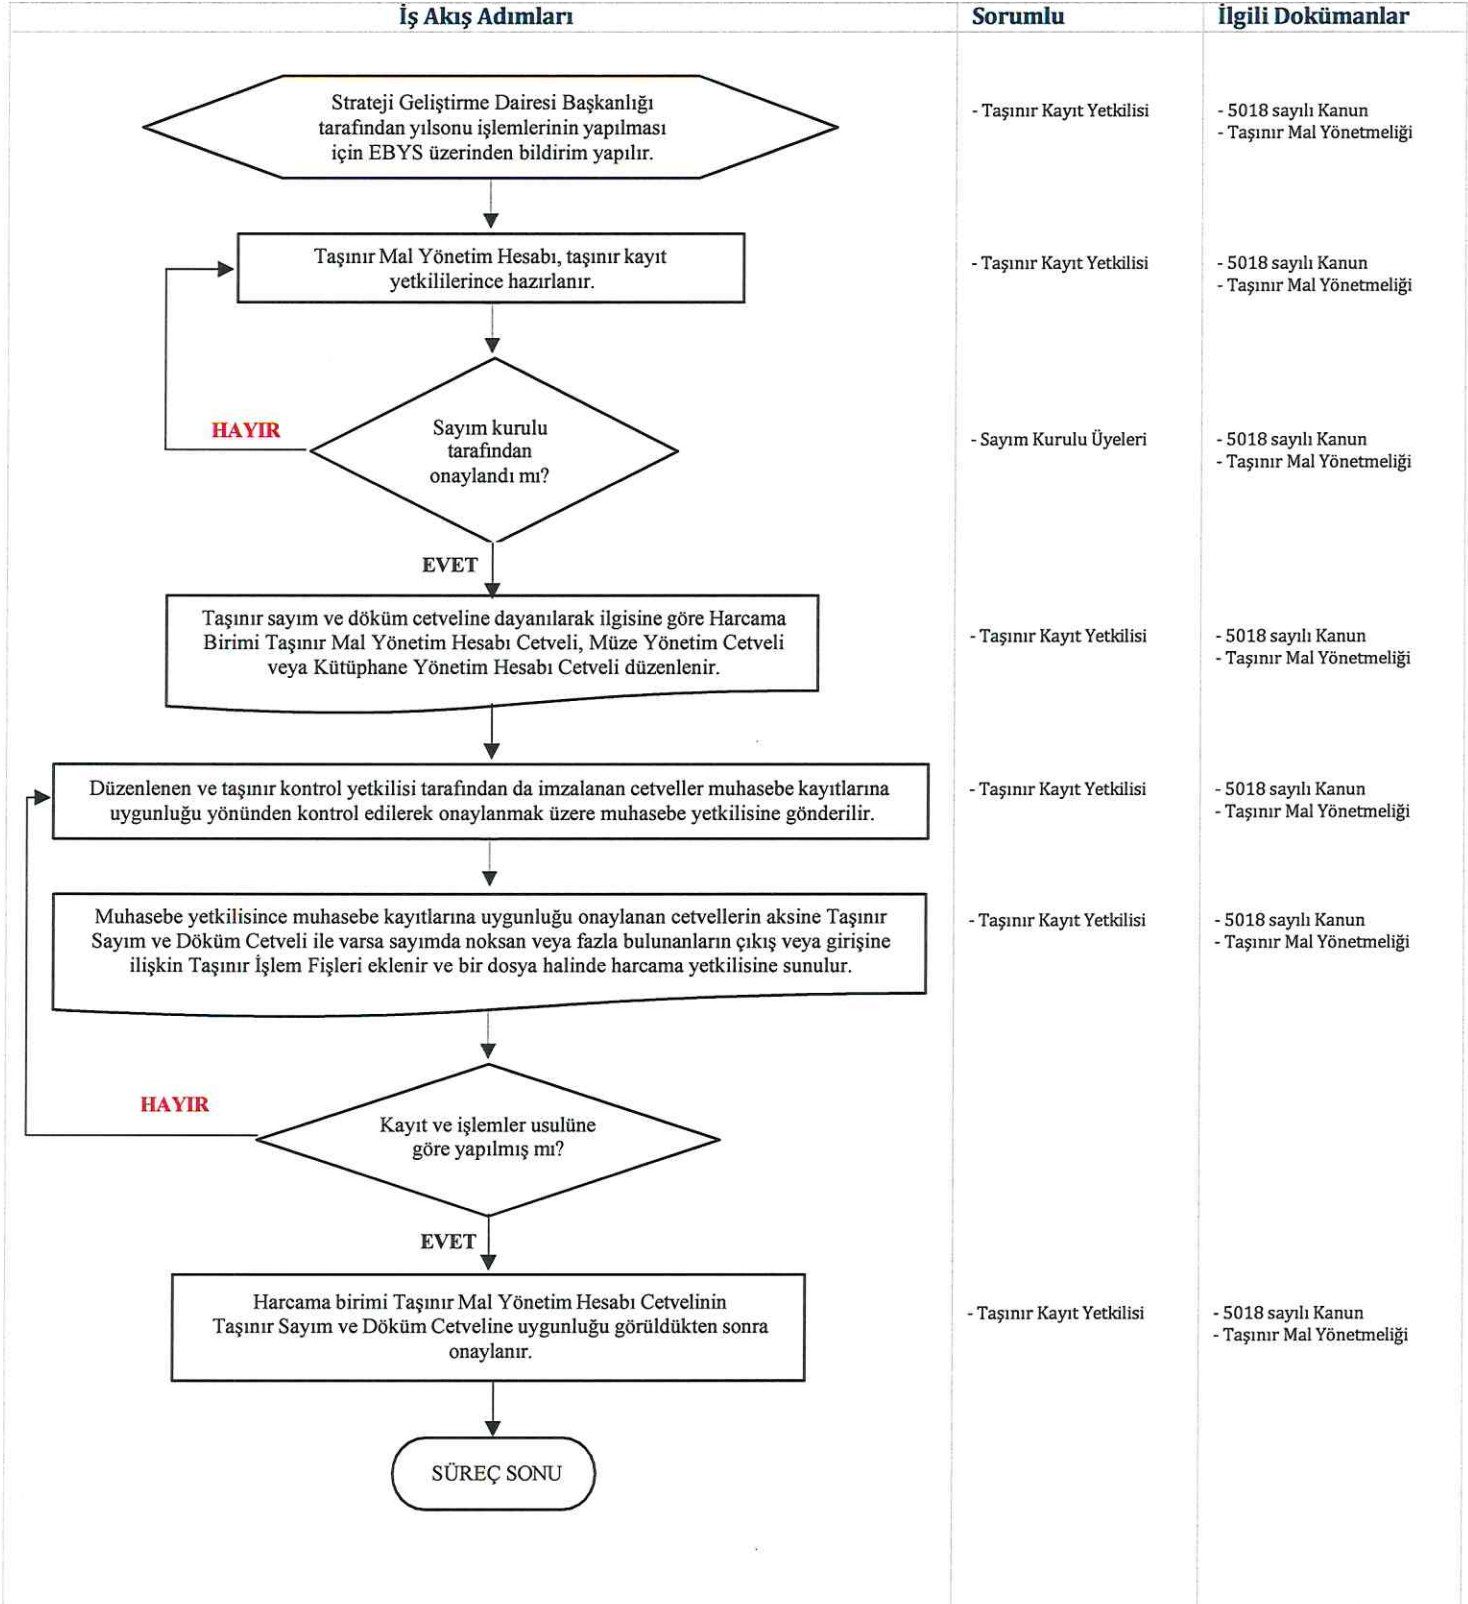 İş Akış Adımları
Sorumlu
İlgili Dokümanlar
Strateji Geliştirme Dairesi Başkanlığı
tarafından yılsonu işlemlerinin yapılması
için EBYS üzerinden bildirim yapılır.
- Taşınır Kayıt Yetkilisi
- 5018 sayılı Kanun
- Taşınır Mal Yönetmeliği
Taşınır Mal Yönetim Hesabı, taşınır kayıt
yetkililerince hazırlanır.
- Taşınır Kayıt Yetkilisi
- 5018 sayılı Kanun
- Taşınır Mal Yönetmeliği
HAYIR
Sayım kurulu
tarafından
onaylandı mı?
- Sayım Kurulu Üyeleri
- 5018 sayılı Kanun
- Taşınır Mal Yönetmeliği
EVET
Taşınır sayım ve döküm cetveline dayanılarak ilgisine göre Harcama
Birimi Taşınır Mal Yönetim Hesabı Cetveli, Müze Yönetim Cetveli
veya Kütüphane Yönetim Hesabı Cetveli düzenlenir.
- Taşınır Kayıt Yetkilisi
- 5018 sayılı Kanun
- Taşınır Mal Yönetmeliği
Düzenlenen ve taşınır kontrol yetkilisi tarafından da imzalanan cetveller muhasebe kayıtlarına
uygunluğu yönünden kontrol edilerek onaylanmak üzere muhasebe yetkilisine gönderilir.
- Taşınır Kayıt Yetkilisi
- 5018 sayılı Kanun
- Taşınır Mal Yönetmeliği
Muhasebe yetkilisince muhasebe kayıtlarına uygunluğu onaylanan cetvellerin aksine Taşınır
Sayım ve Döküm Cetveli ile varsa sayımda noksan veya fazla bulunanların çıkış veya girişine
ilişkin Taşınır İşlem Fişleri eklenir ve bir dosya halinde harcama yetkilisine sunulur.
- Taşınır Kayıt Yetkilisi
- 5018 sayılı Kanun
- Taşınır Mal Yönetmeliği
HAYIR
Kayıt ve işlemler usulüne
göre yapılmış mı?
EVET
Harcama birimi Taşınır Mal Yönetim Hesabı Cetvelinin
Taşınır Sayım ve Döküm Cetveline uygunluğu görüldükten sonra
onaylanır.
- Taşınır Kayıt Yetkilisi
- 5018 sayılı Kanun
- Taşınır Mal Yönetmeliği
SÜREÇ SONU